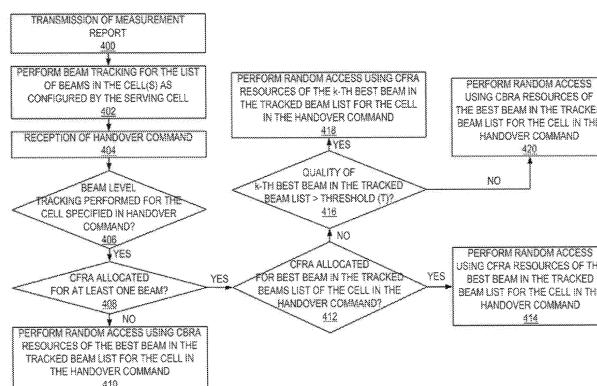 TRANSMISSION OF MEASUREMENT
REPORT
400
PERFORM BEAM TRACKING FOR THE LIST
OF BEAMS IN THE CELL(S) AS
CONFIGURED BY THE SERVING CELL
402
RECEPTION OF HANDOVER COMMAND
404
BEAM LEVEL
TRACKING PERFORMED FOR THE
CELL SPECIFIED IN HANDOVER
COMMAND?
406
YES
CFRA ALLOCATED
FOR AT LEAST ONE BEAM?
408
YES
NO
PERFORM RANDOM ACCESS USING CBRA
RESOURCES OF THE BEST BEAM IN THE
TRACKED BEAM LIST FOR THE CELL IN
THE HANDOVER COMMAND
410
PERFORM RANDOM ACCESS USING CFRA
RESOURCES OF THE k-TH BEST BEAM IN
THE TRACKED BEAM LIST FOR THE CELL
IN THE HANDOVER COMMAND
418
YES
QUALITY OF
k-TH BEST BEAM IN THE TRACKED
BEAM LIST > THRESHOLD (T)?
416
NO
NO
CFRA ALLOCATED
FOR BEST BEAM IN THE TRACKED
BEAMS LIST OF THE CELL IN THE
HANDOVER COMMAND?
412
YES
PERFORM RANDOM ACCESS
USING CBRA RESOURCES OF
THE BEST BEAM IN THE TRACKED
BEAM LIST FOR THE CELL IN THE
HANDOVER COMMAND
420
PERFORM RANDOM ACCESS
USING CFRA RESOURCES OF THE
BEST BEAM IN THE TRACKED
BEAM LIST FOR THE CELL IN THE
HANDOVER COMMAND
414